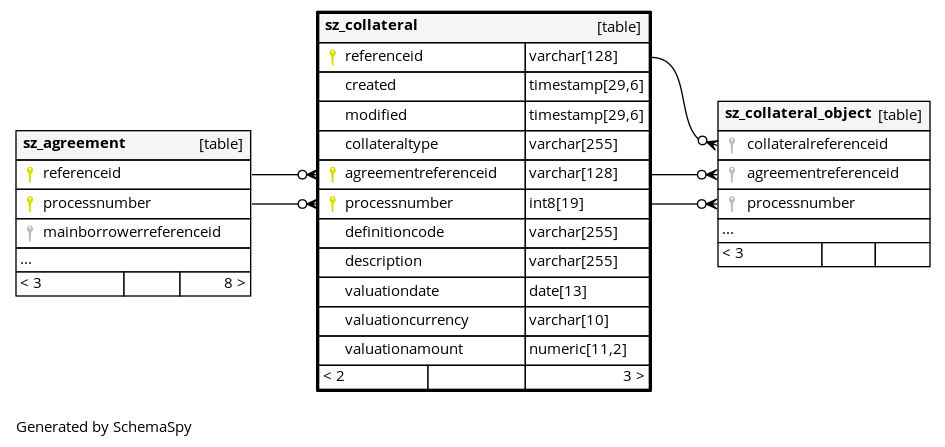 sz_collateral [table]
referenceid varchar[128]
created timestamp[29,6]
modified timestamp[29,6]
collateraltype varchar[255]
agreementreferenceid varchar[128]
processnumber int8[19]
definitioncode varchar[255]
description varchar[255]
valuationdate date[13]
valuationcurrency varchar[10]
valuationamount numeric[11,2]
< 2 3 >
sz_agreement [table]
referenceid
processnumber
mainborrowerreferenceid
...
< 3 8 >
sz_collateral_object [table]
collateralreferenceid
agreementreferenceid
processnumber
...
< 3
Generated by SchemaSpy